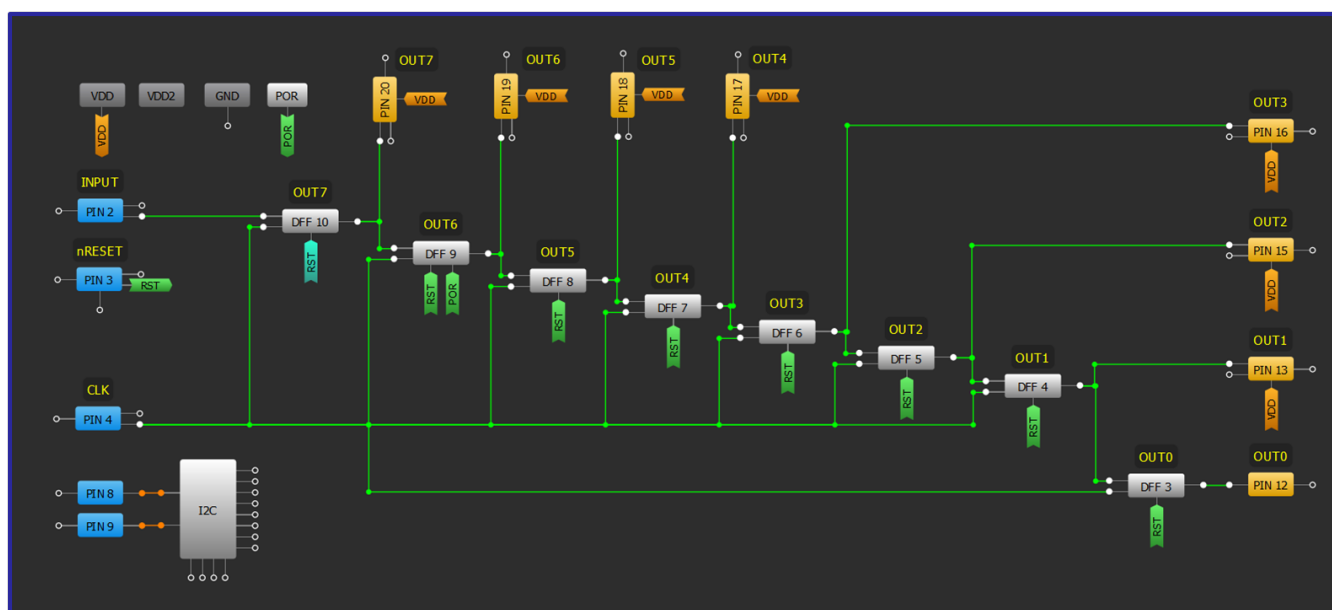 OUT7
OUT6
OUT5
OUT4
VDD
VDD2
GND
POR
PIN 20
VDD
PIN 19
VDD
PIN 18
VDD
PIN 17
VDD
OUT3
VDD
POR
PIN 16
VDD
INPUT
PIN 2
OUT7
DFF 10
RST
nRESET
PIN 3
RST
OUT6
DFF 9
RST
POR
OUT5
DFF 8
RST
OUT4
DFF 7
RST
OUT3
DFF 6
RST
OUT2
DFF 5
RST
OUT1
DFF 4
RST
OUT2
PIN 15
VDD
OUT1
PIN 13
VDD
CLK
PIN 4
OUT0
DFF 3
RST
OUT0
PIN 12
PIN 8
PIN 9
I2C